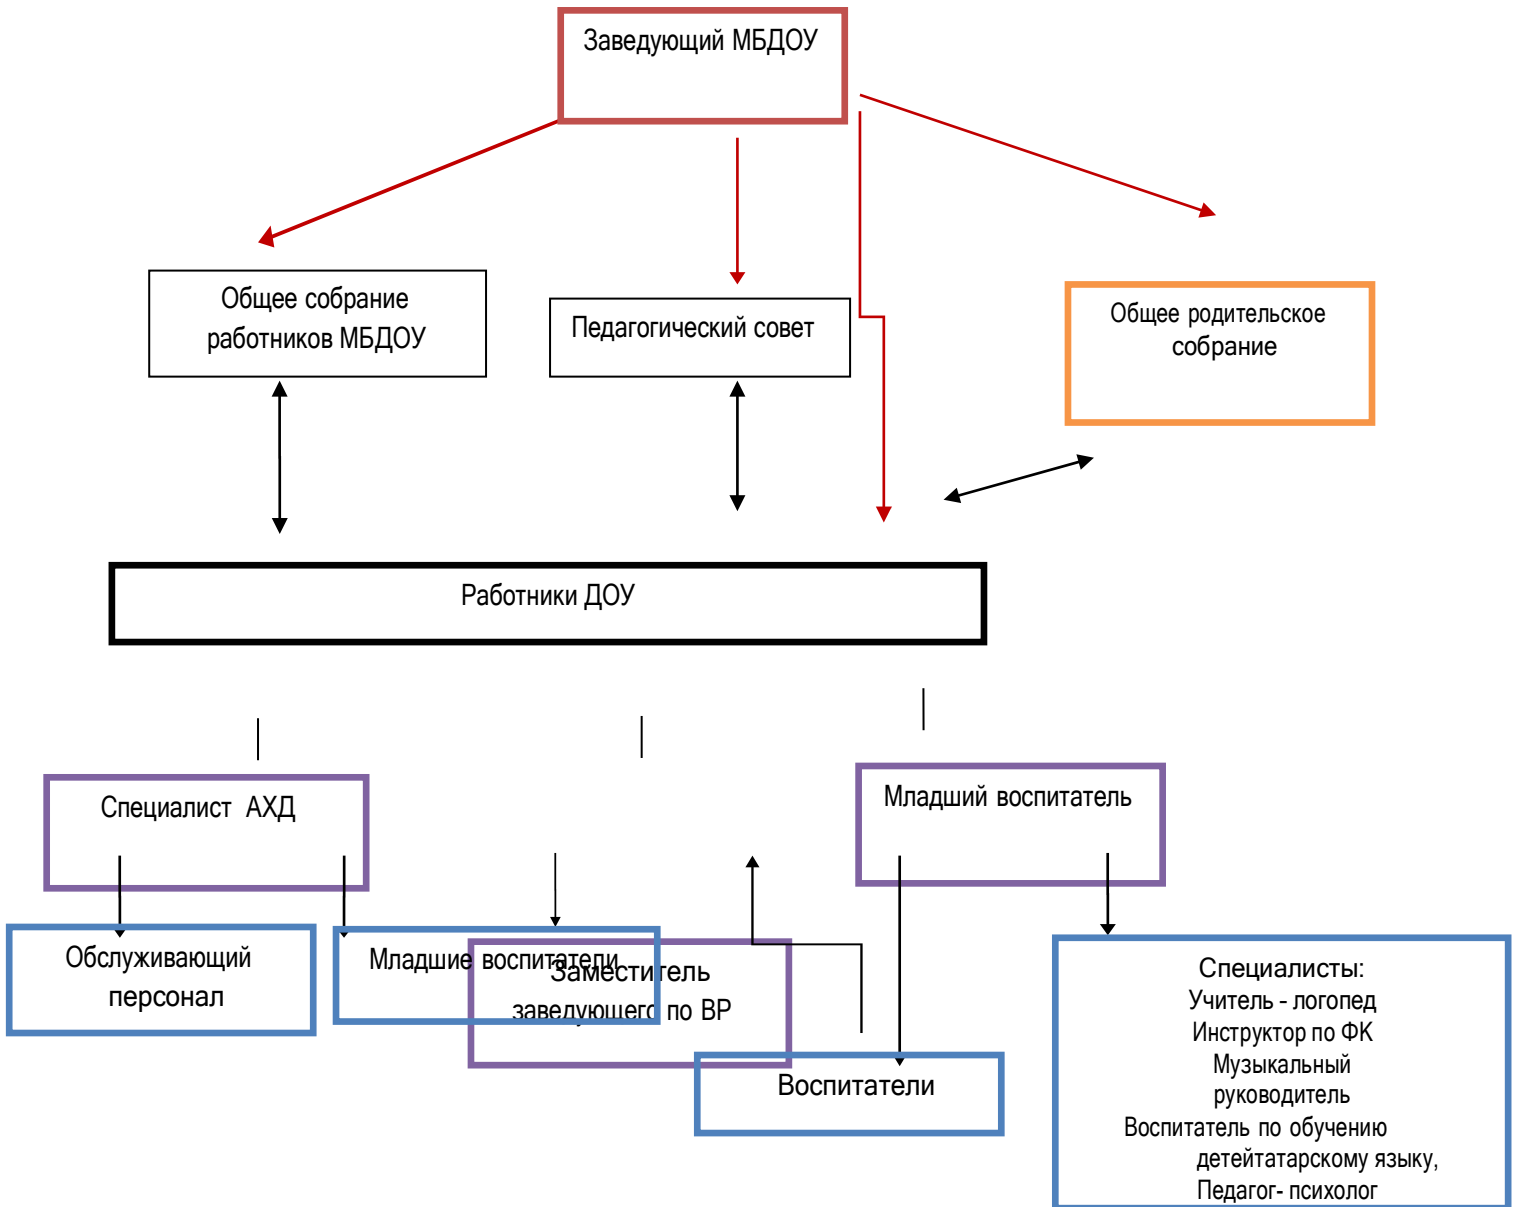 Заведующий МБДОУ
Общее собрание
работников МБДОУ
Педагогический совет
Общее родительское
собрание
Работники ДОУ
Специалист АХД
Младший воспитатель
Обслуживающий
персонал
Младшие воспитатели
Заместитель
заведующего по ВР
Воспитатели
Специалисты:
Учитель - логопед
Инструктор по ФК
Музыкальный
руководитель
Воспитатель по обучению
детейтатарскому языку,
Педагог- психолог